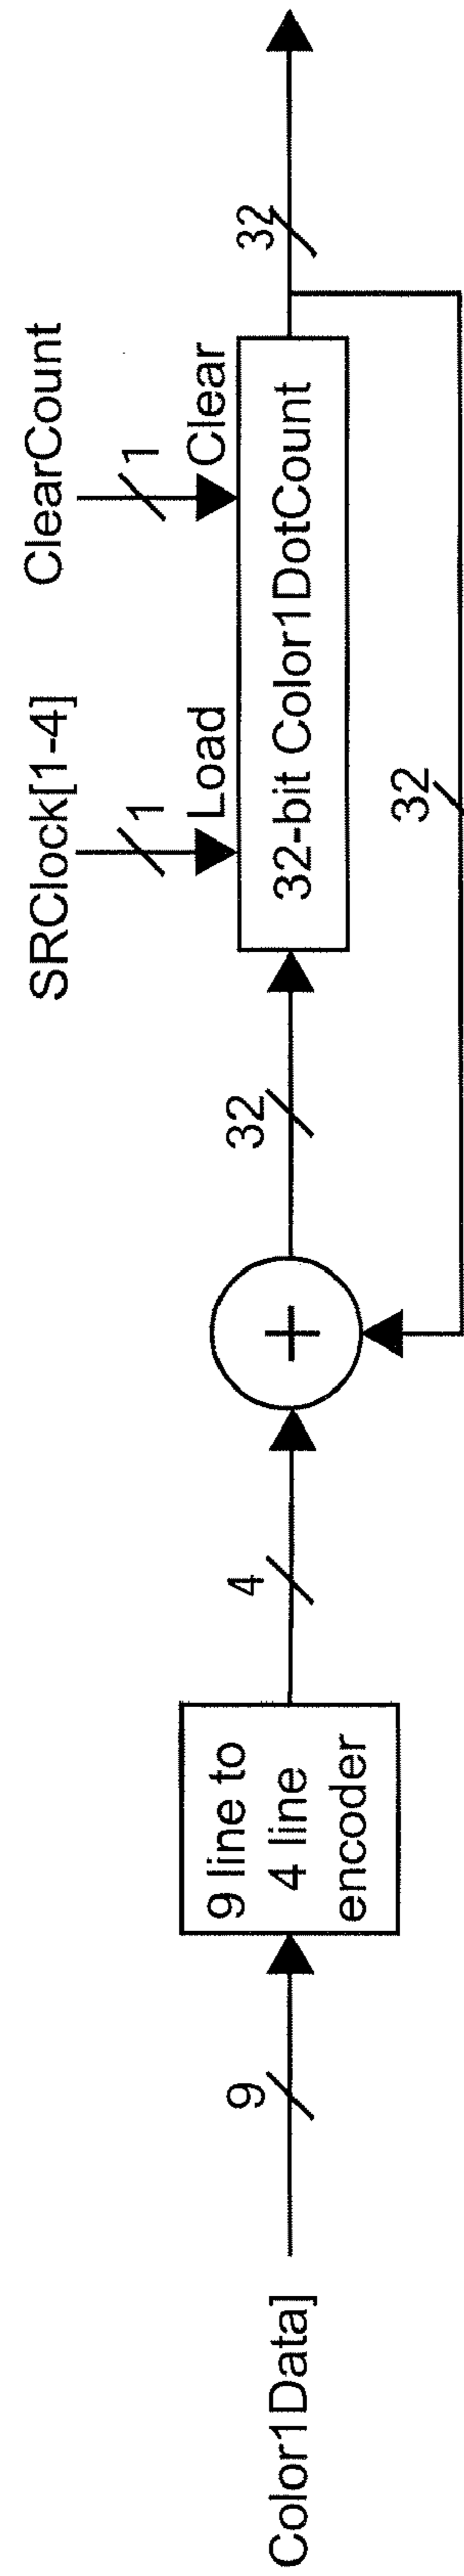 Color1Data]
9
9 line to
4 line
encoder
4
32
SRClock[1-4]
1
Load
ClearCount
1
Clear
32-bit Color1DotCount
32
32